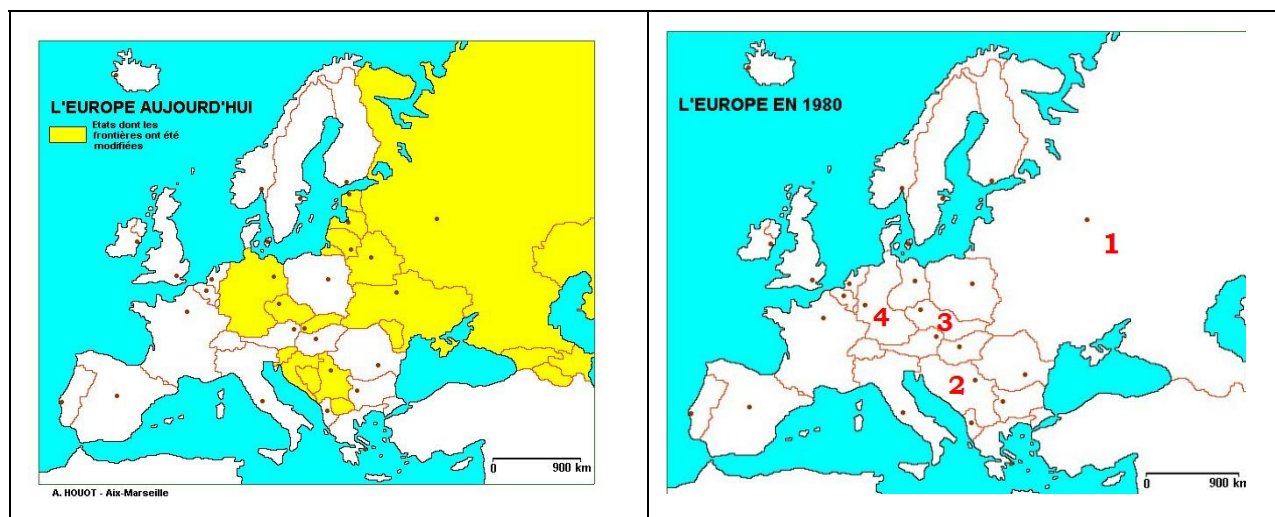 L'EUROPE AUJOURD'HUI
Etats dont les
frontières ont été
modifiées
0 900 km
A. HOUOT - Aix-Marseille
L'EUROPE EN 1980
1
4
3
2
0 900 km